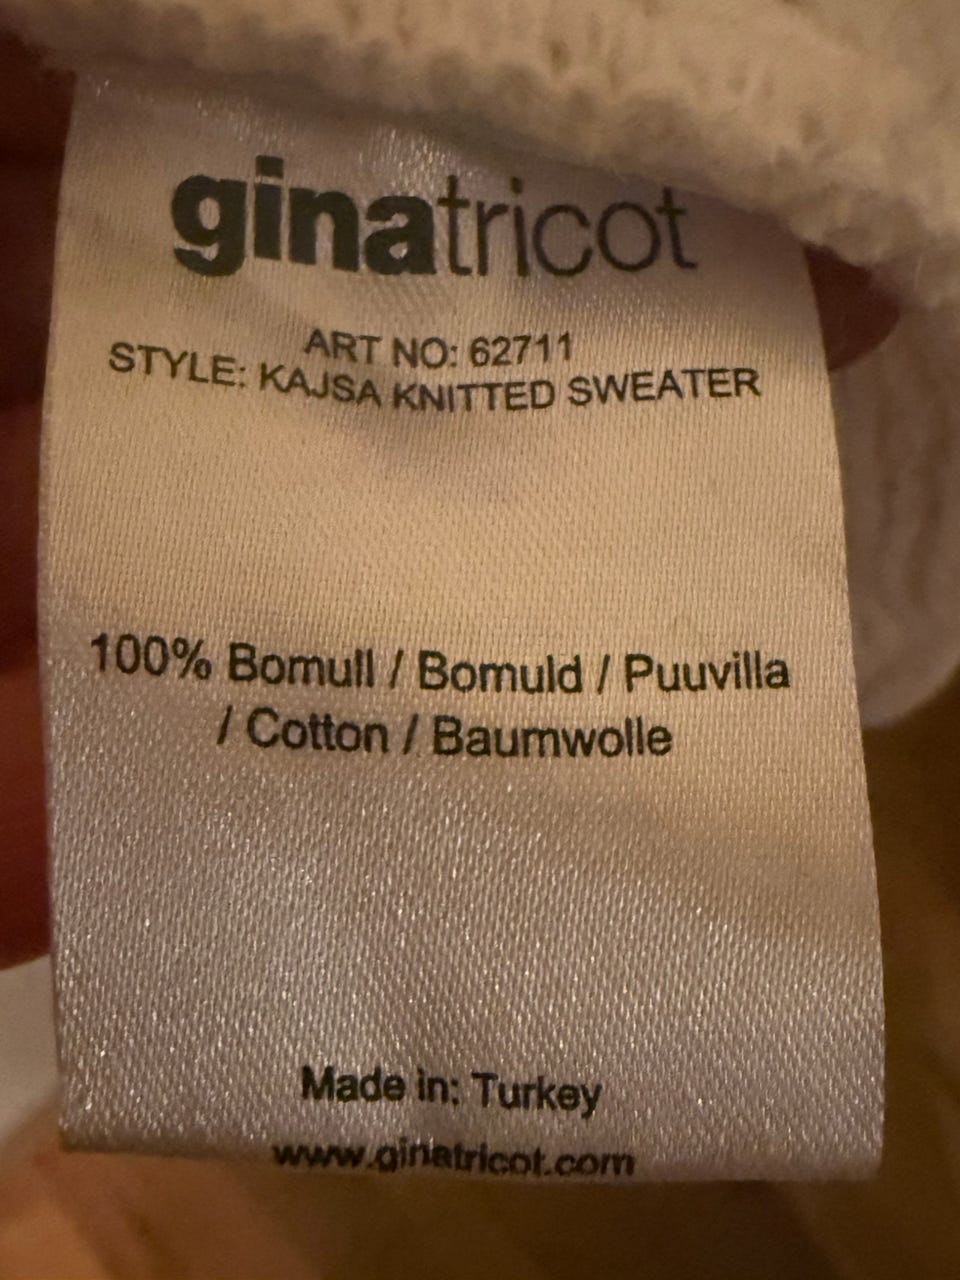 ginatricot
ART NO: 62711
STYLE: KAJSA KNITTED SWEATER
100% Bomull / Bomuld / Puuvilla
/ Cotton / Baumwolle
Made in: Turkey
www.ginatricot.com